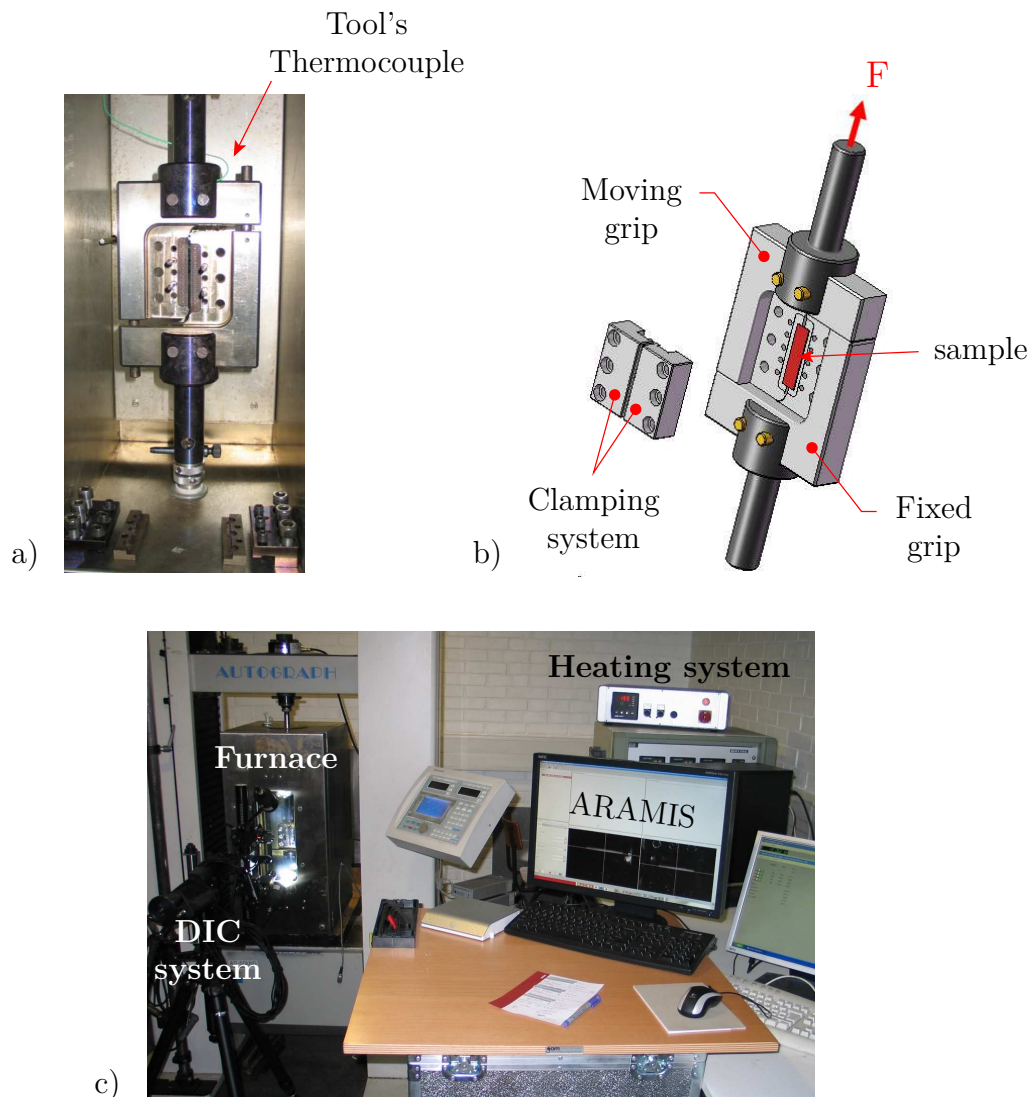 Tool's
Thermocouple
F
Moving
grip
sample
Clamping
system
Fixed
grip
a)
b)
Heating system
AUTOGRAPH
Furnace
ARAMIS
DIC
system
c)